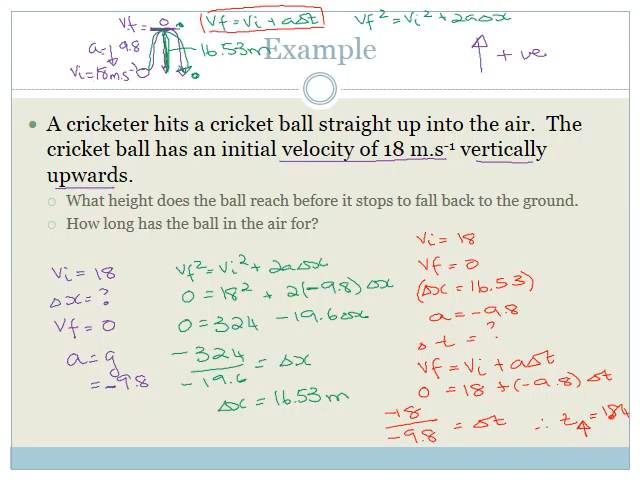 Vf = 0
Vf = Vi + aΔt
Vf² = Vi² + 2aΔx
a = 9.8
16.53m
Vi = 18m.s⁻¹
Example
+ ve
A cricketer hits a cricket ball straight up into the air. The
cricket ball has an initial velocity of 18 m.s⁻¹ vertically
upwards.
What height does the ball reach before it stops to fall back to the ground.
How long has the ball in the air for?
Vi = 18
Δx = ?
Vf = 0
a = g
= -9.8
Vf² = Vi² + 2aΔx
0 = 18² + 2(-9.8)Δx
0 = 324 - 19.6Δx
-324
-19.6 = Δx
Δx = 16.53m
Vi = 18
Vf = 0
(Δx = 16.53)
a = -9.8
Δt = ?
Vf = Vi + aΔt
0 = 18 + (-9.8) Δt
-18
-9.8 = Δt ∴ t↑ = 184